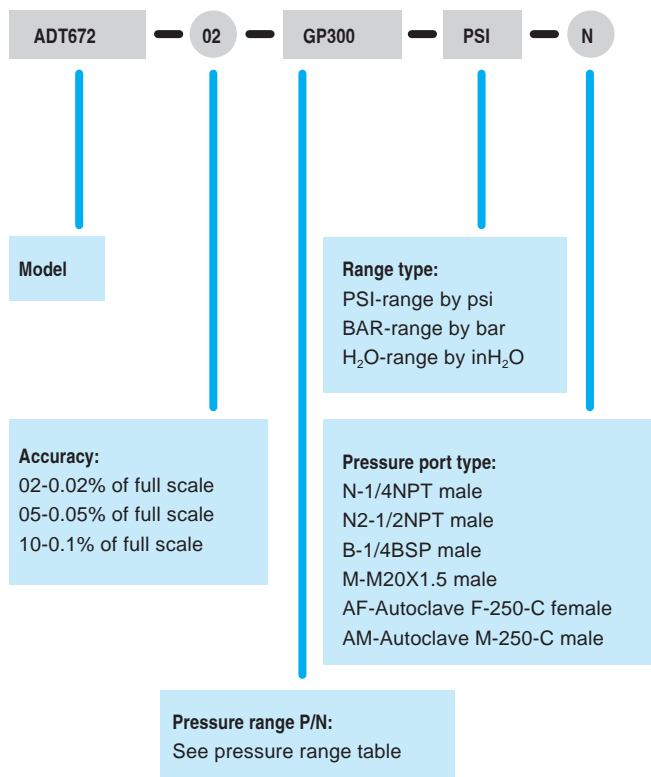 ADT672 02 GP300 PSI N
Model
Range type:
PSI-range by psi
BAR-range by bar
H₂O-range by inH₂O
Accuracy:
02-0.02% of full scale
05-0.05% of full scale
10-0.1% of full scale
Pressure port type:
N-1/4NPT male
N2-1/2NPT male
B-1/4BSP male
M-M20X1.5 male
AF-Autoclave F-250-C female
AM-Autoclave M-250-C male
Pressure range P/N:
See pressure range table